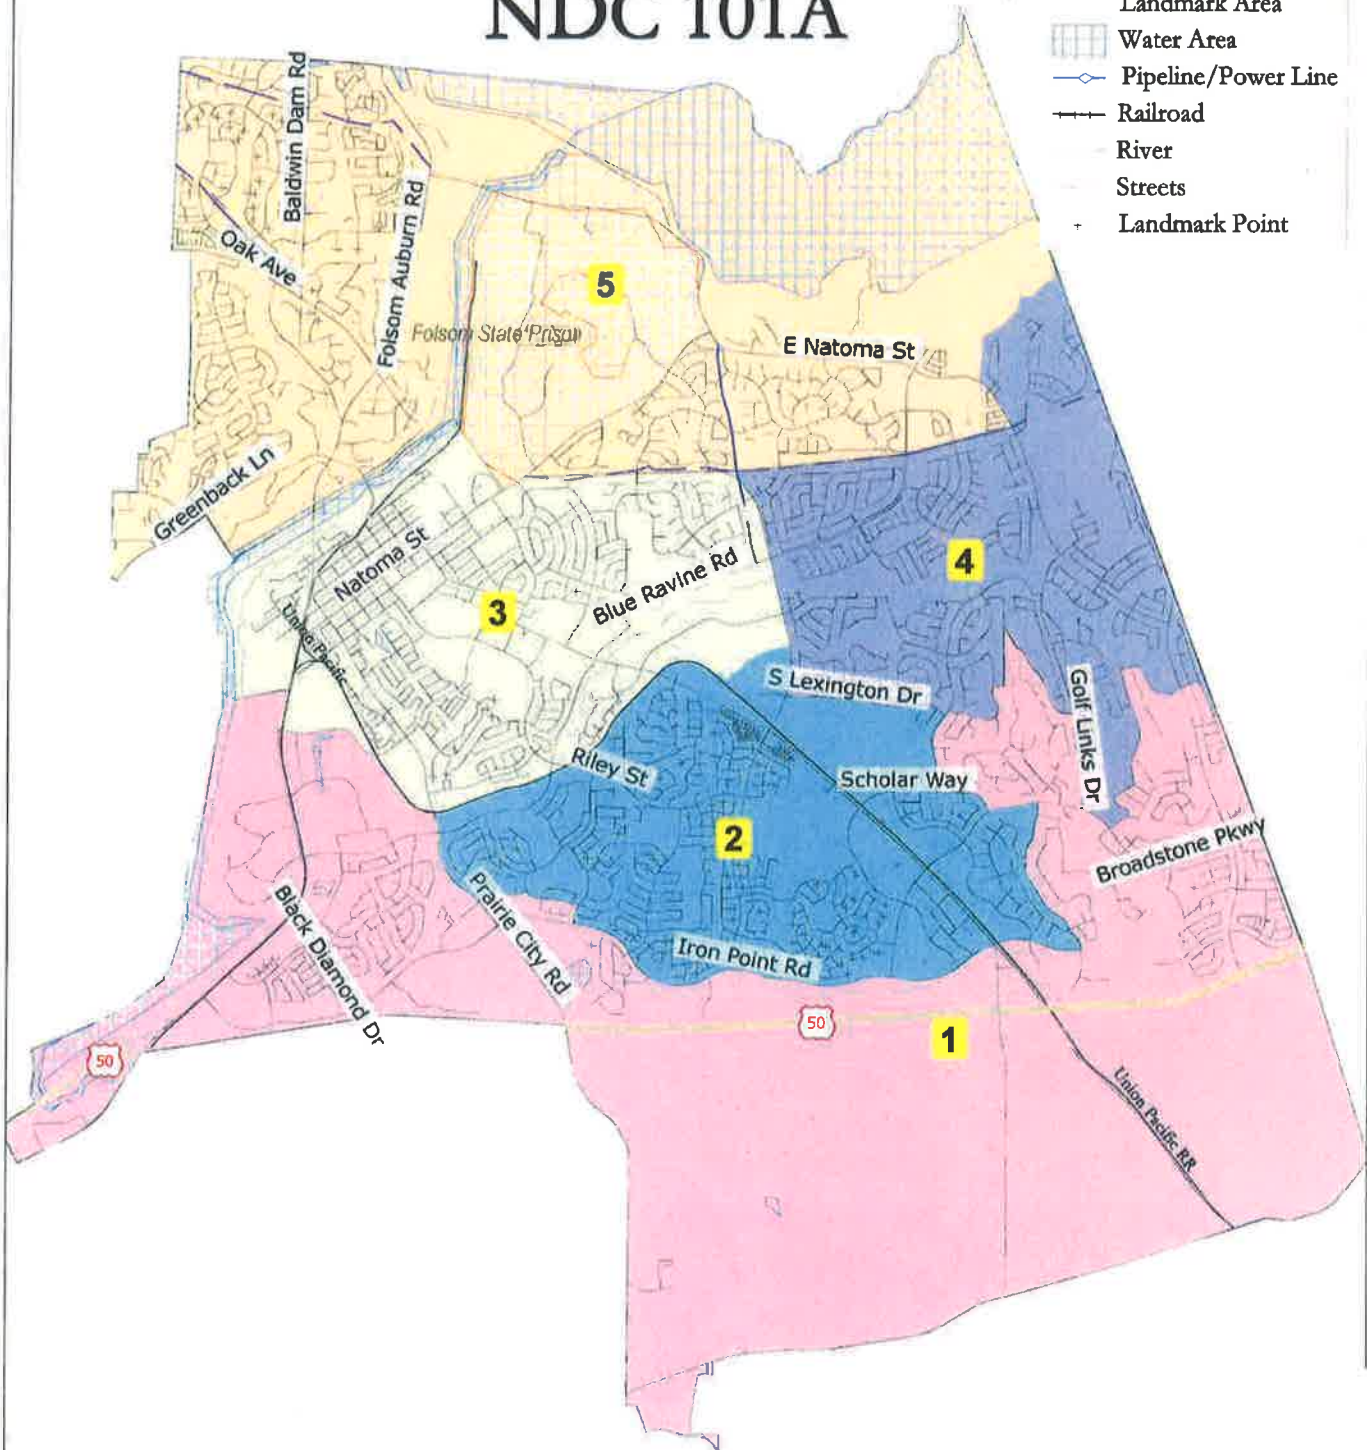 NDC 101A
Landmark Area
Water Area
Pipeline/Power Line
Railroad
River
Streets
Landmark Point
Baldwin Dam Rd
Oak Ave
Folsom Auburn Rd
5
Folsom State Prison
E Natoma St
Greenback Ln
Natoma St
Blue Ravine Rd
4
3
Union Pacific
S Lexington Dr
Golf Links Dr
Riley St
Scholar Way
2
Broadstone Pkwy
Black Diamond Dr
Prairie City Rd
Iron Point Rd
50
1
50
Union Pacific RR